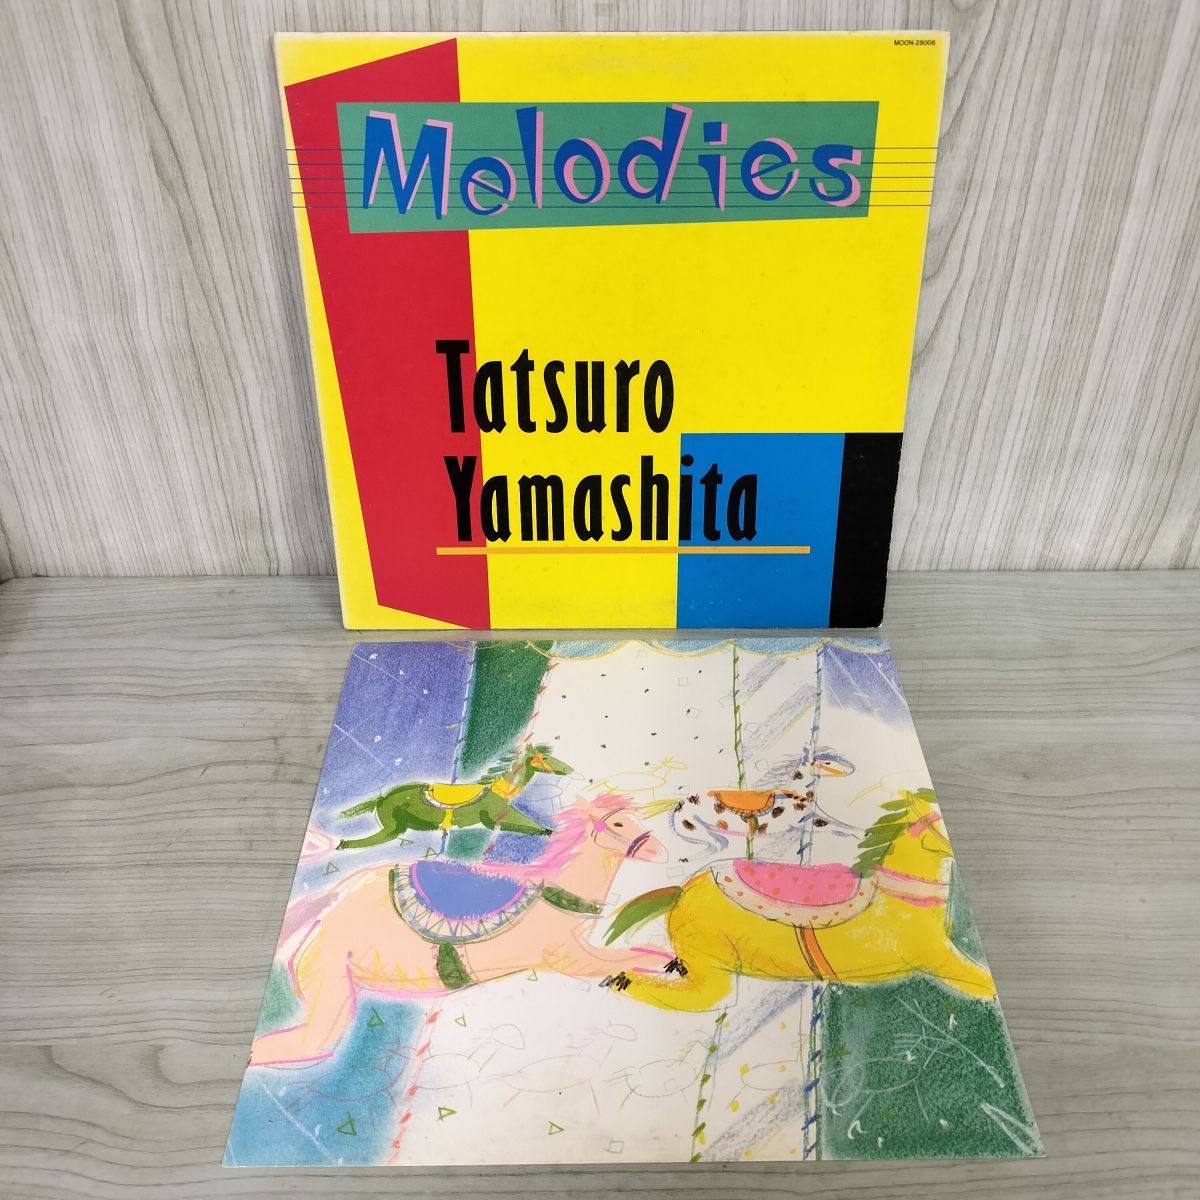 MOON-28008
Melodies
Tatsuro
Yamashita